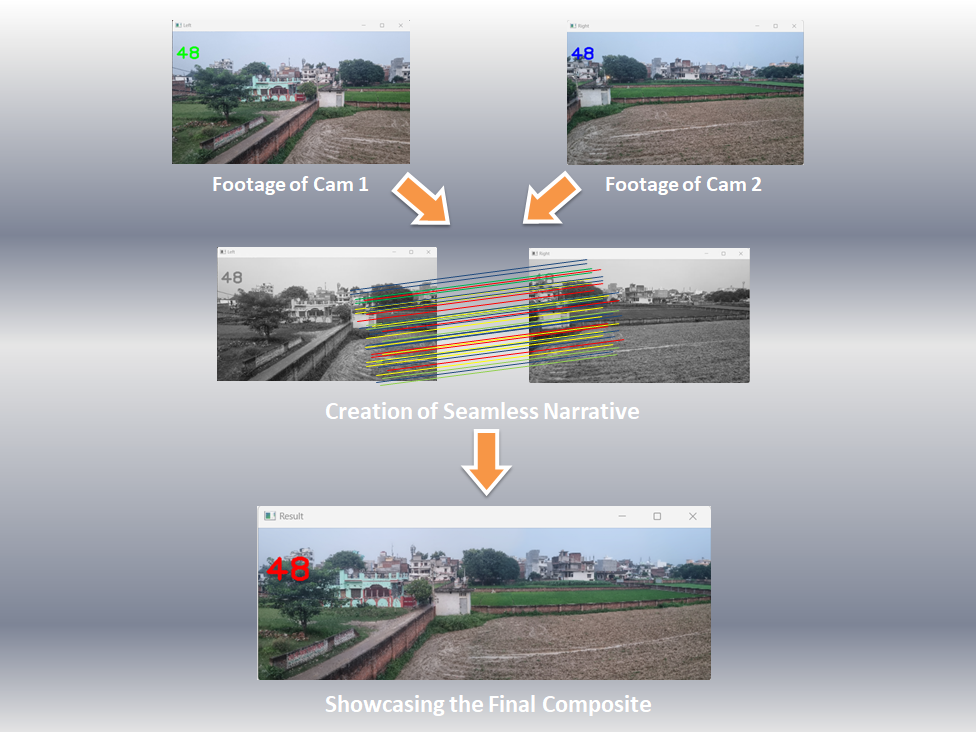 Left
Right
48
48
Footage of Cam 1
Footage of Cam 2
Left
Right
48
48
Creation of Seamless Narrative
Result
48
Showcasing the Final Composite